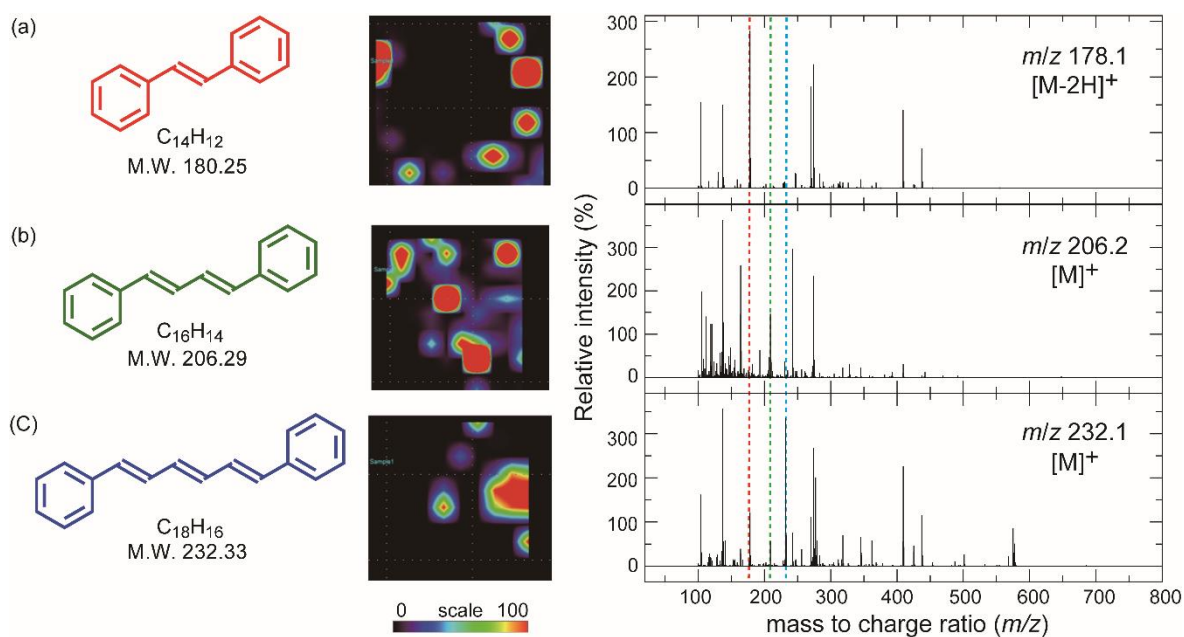 (a)
C14H12
M.W. 180.25
Sample1
(b)
C16H14
M.W. 206.29
(C)
C18H16
M.W. 232.33
Sample1
0 scale 100
Relative intensity (%)
300
200
100
0
m/z 178.1
[M-2H]+
300
200
100
0
m/z 206.2
[M]+
300
200
100
0
m/z 232.1
[M]+
100 200 300 400 500 600 700 800
mass to charge ratio (m/z)